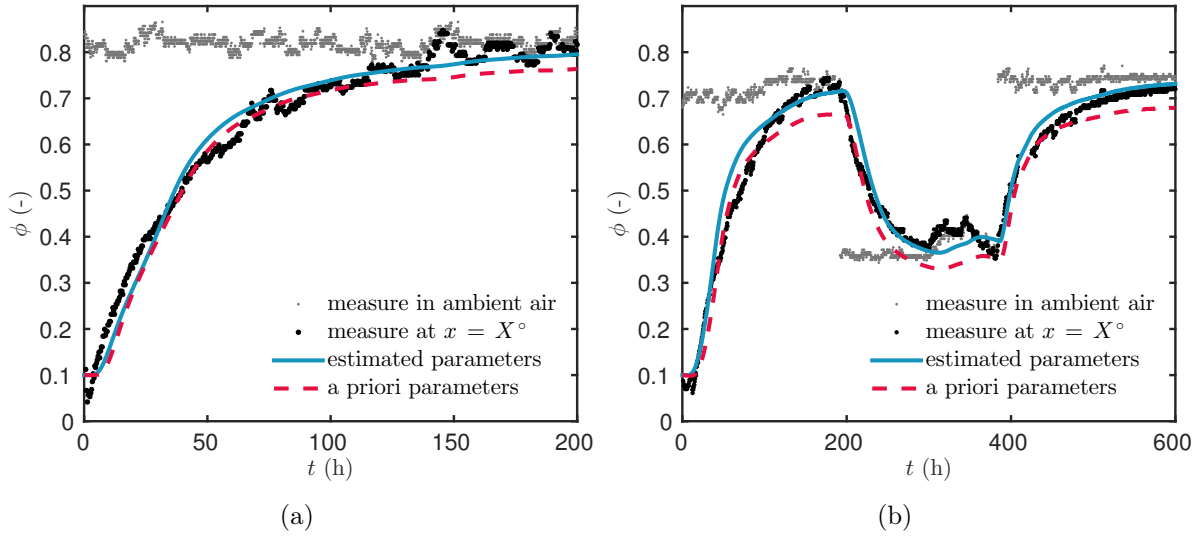 0.8
0.7
0.6
0.5
0.4
0.3
0.2
0.1
0
ϕ (-)
measure in ambient air
measure at x = X°
estimated parameters
a priori parameters
0 50 100 150 200
t (h)
(a)
0.8
0.7
0.6
0.5
0.4
0.3
0.2
0.1
0
ϕ (-)
measure in ambient air
measure at x = X°
estimated parameters
a priori parameters
0 200 400 600
t (h)
(b)